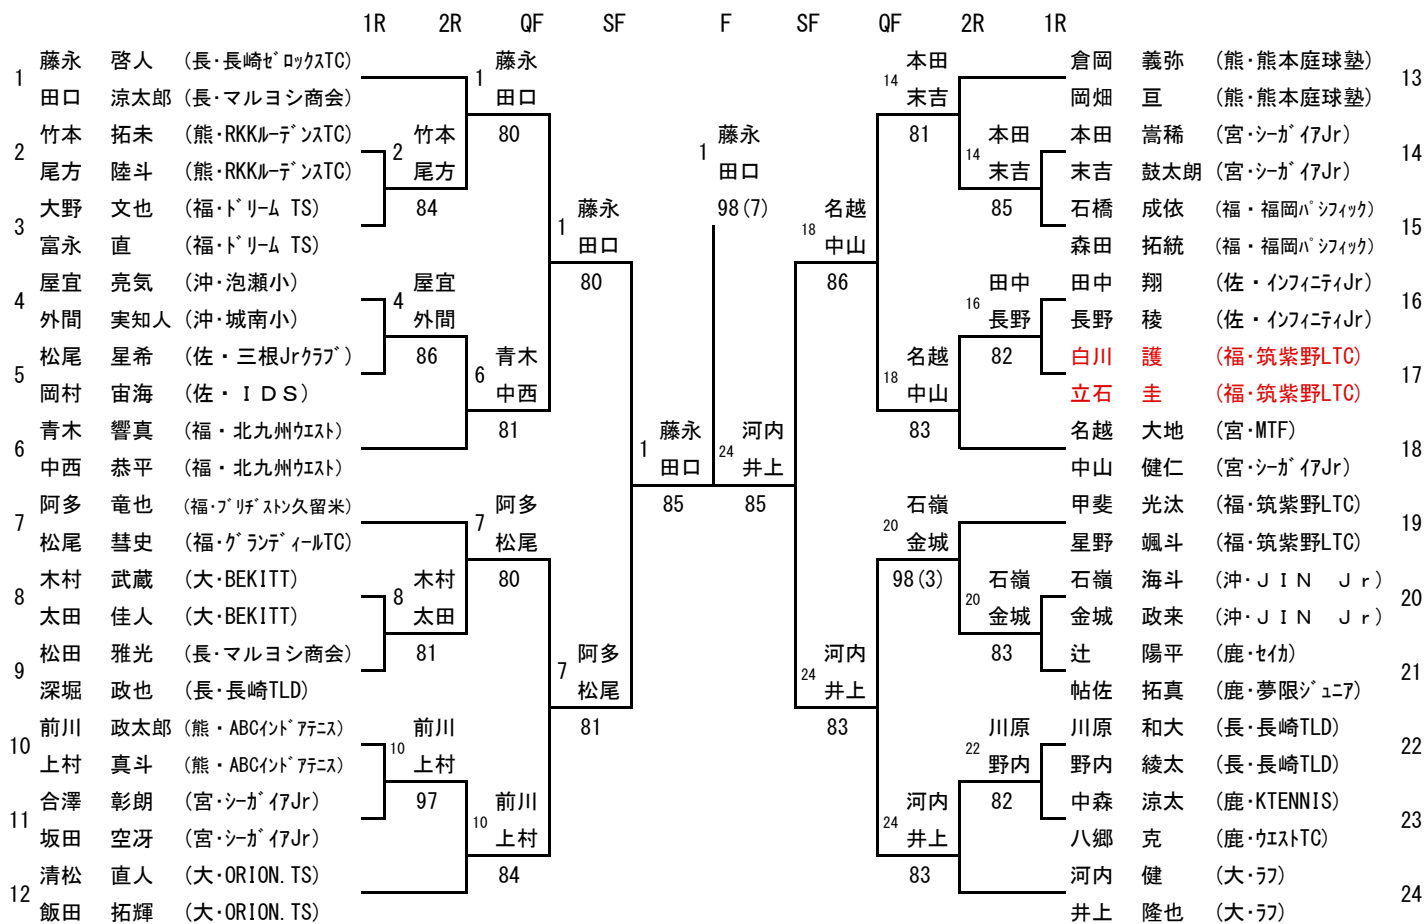 1R 2R QF SF F SF QF 2R 1R
1 藤永 啓人 (長・長崎ｾﾞﾛｯｸｽTC)
田口 涼太郎 (長・マルヨシ商会)
2 竹本 拓未 (熊・RKKﾙｰﾃﾞﾝｽTC)
尾方 陸斗 (熊・RKKﾙｰﾃﾞﾝｽTC)
3 大野 文也 (福・ﾄﾞﾘｰﾑ TS)
富永 直 (福・ﾄﾞﾘｰﾑ TS)
4 屋宜 亮気 (沖・泡瀬小)
外間 実知人 (沖・城南小)
5 松尾 星希 (佐・三根Jrｸﾗﾌﾞ)
岡村 宙海 (佐・ＩＤＳ)
6 青木 響真 (福・北九州ｳｴｽﾄ)
中西 恭平 (福・北九州ｳｴｽﾄ)
7 阿多 竜也 (福・ﾌﾞﾘﾁﾞｽﾄﾝ久留米)
松尾 彗史 (福・ｸﾞﾗﾝﾃﾞｨｰﾙTC)
8 木村 武蔵 (大・BEKITT)
太田 佳人 (大・BEKITT)
9 松田 雅光 (長・マルヨシ商会)
深堀 政也 (長・長崎TLD)
10 前川 政太郎 (熊・ABCｲﾝﾄﾞｱﾃﾆｽ)
上村 真斗 (熊・ABCｲﾝﾄﾞｱﾃﾆｽ)
11 合澤 彰朗 (宮・ｼｰｶﾞｲｱJr)
坂田 空冴 (宮・ｼｰｶﾞｲｱJr)
12 清松 直人 (大・ORION.TS)
飯田 拓輝 (大・ORION.TS)
2 竹本
尾方
84
4 屋宜
外間
86
8 木村
太田
81
10 前川
上村
97
1 藤永
田口
80
6 青木
中西
81
7 阿多
松尾
80
10 前川
上村
84
1 藤永
田口
80
7 阿多
松尾
81
1 藤永
田口
85
1 藤永
田口
98(7)
24 河内
井上
85
18 名越
中山
86
24 河内
井上
83
14 本田
末吉
81
18 名越
中山
83
20 石嶺
金城
98(3)
24 河内
井上
83
14 本田
末吉
85
16 田中
長野
82
20 石嶺
金城
83
22 川原
野内
82
倉岡 義弥 (熊・熊本庭球塾) 13
岡畑 亘 (熊・熊本庭球塾)
本田 嵩稀 (宮・ｼｰｶﾞｲｱJr) 14
末吉 鼓太朗 (宮・ｼｰｶﾞｲｱJr)
石橋 成依 (福・福岡ﾊﾟｼﾌｨｯｸ) 15
森田 拓統 (福・福岡ﾊﾟｼﾌｨｯｸ)
田中 翔 (佐・ｲﾝﾌｨﾆﾃｨJr) 16
長野 稜 (佐・ｲﾝﾌｨﾆﾃｨJr)
白川 護 (福・筑紫野LTC) 17
立石 圭 (福・筑紫野LTC)
名越 大地 (宮・MTF) 18
中山 健仁 (宮・ｼｰｶﾞｲｱJr)
甲斐 光汰 (福・筑紫野LTC) 19
星野 颯斗 (福・筑紫野LTC)
石嶺 海斗 (沖・ＪＩＮ Ｊｒ) 20
金城 政来 (沖・ＪＩＮ Ｊｒ)
辻 陽平 (鹿・ｾｲｶ) 21
帖佐 拓真 (鹿・夢限ｼﾞｭﾆｱ)
川原 和大 (長・長崎TLD) 22
野内 綾太 (長・長崎TLD)
中森 涼太 (鹿・KTENNIS) 23
八郷 克 (鹿・ｳｴｽﾄTC)
河内 健 (大・ﾗﾌ) 24
井上 隆也 (大・ﾗﾌ)